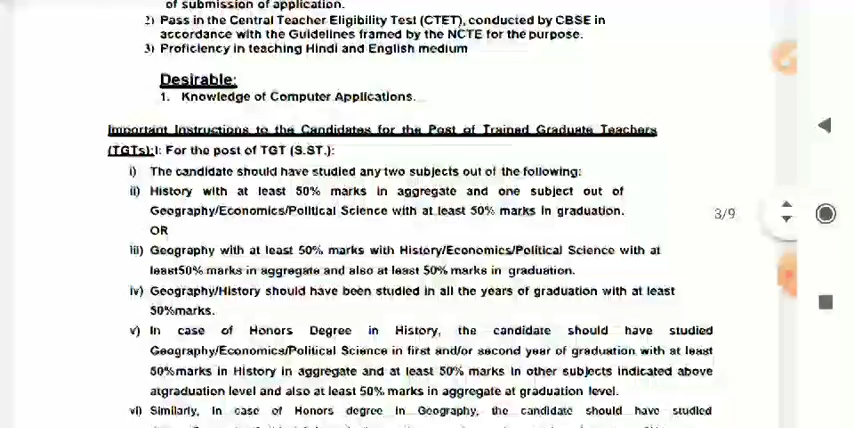 of submission of application.
2) Pass in the Central Teacher Eligibility Test (CTET), conducted by CBSE in
accordance with the Guidelines framed by the NCTE for the purpose.
3) Proficiency in teaching Hindi and English medium
Desirable:
1. Knowledge of Computer Applications.
Important Instructions to the Candidates for the Post of Trained Graduate Teachers
(TGTs):I: For the post of TGT (S.ST.):
i) The candidate should have studied any two subjects out of the following:
ii) History with at least 50% marks in aggregate and one subject out of
Geography/Economics/Political Science with at least 50% marks in graduation.
OR
iii) Geography with at least 50% marks with History/Economics/Political Science with at
least50% marks in aggregate and also at least 50% marks in graduation.
iv) Geography/History should have been studied in all the years of graduation with at least
50%marks.
v) In case of Honors Degree in History, the candidate should have studied
Geography/Economics/Political Science in first and/or second year of graduation with at least
50%marks in History in aggregate and at least 50% marks in other subjects indicated above
atgraduation level and also at least 50% marks in aggregate at graduation level.
vi) Similarly, in case of Honors degree in Geography, the candidate should have studied
3/9